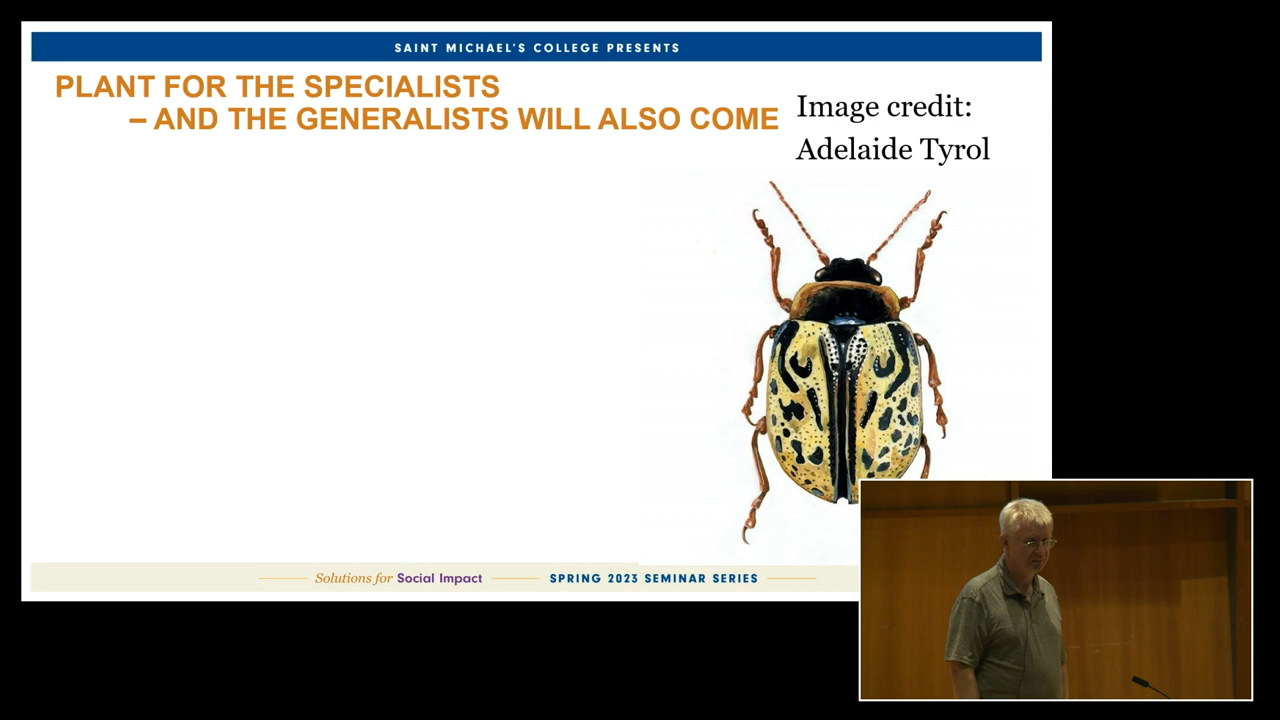 SAINT MICHAEL'S COLLEGE PRESENTS
PLANT FOR THE SPECIALISTS
– AND THE GENERALISTS WILL ALSO COME
Image credit:
Adelaide Tyrol
Solutions for Social Impact
SPRING 2023 SEMINAR SERIES